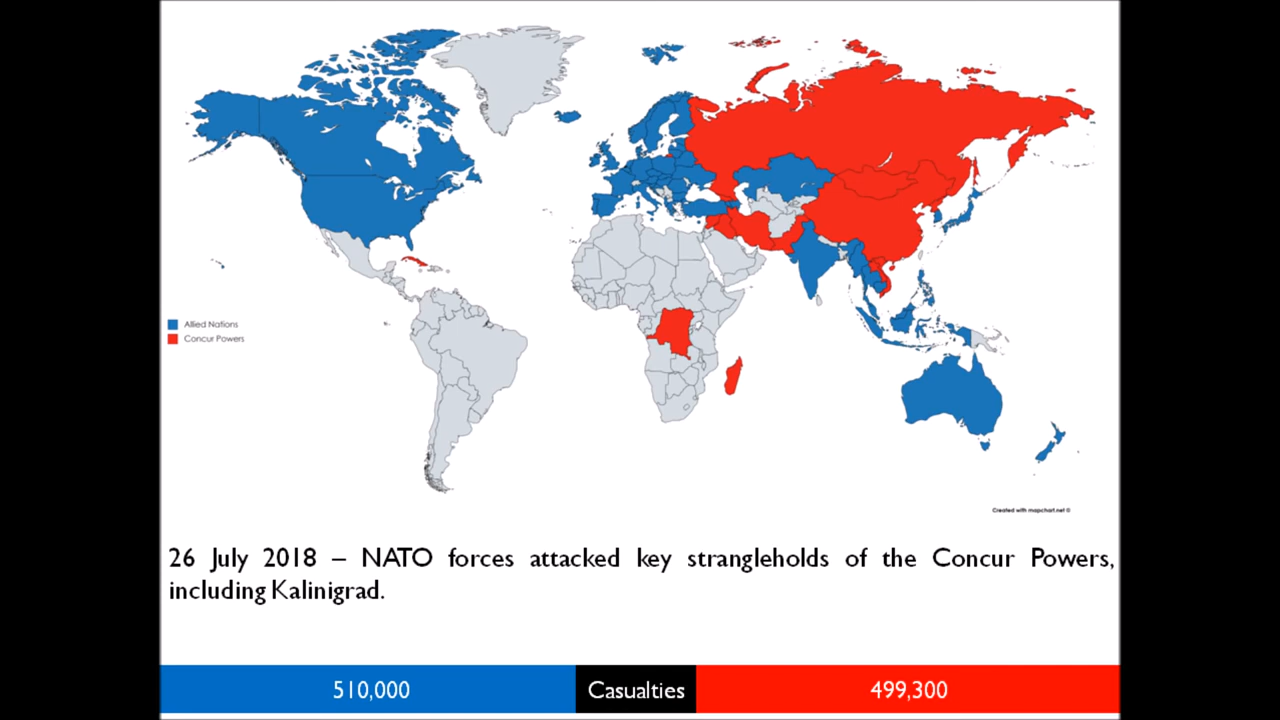 Allied Nations
Concur Powers
Created with mapchart.net ©
26 July 2018 – NATO forces attacked key strangleholds of the Concur Powers,
including Kalinigrad.
510,000 Casualties 499,300